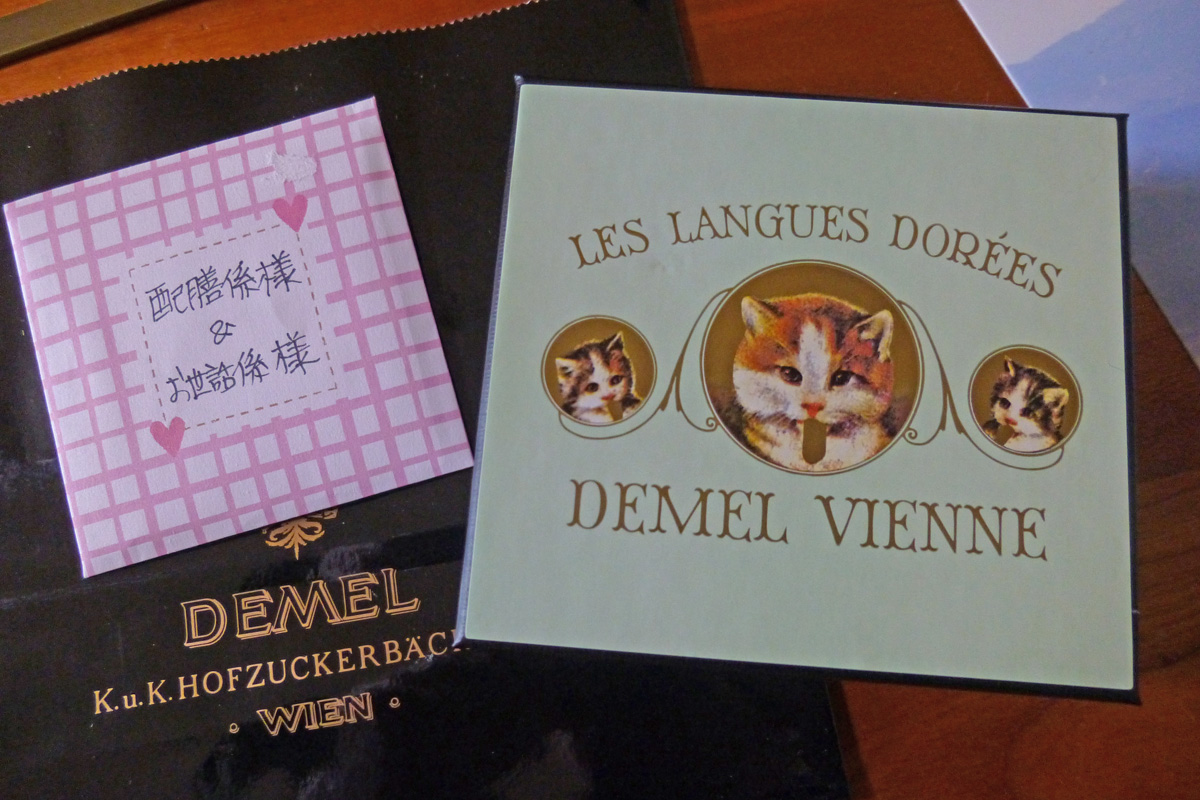 配膳係様
&
お世話係様
LES LANGUES DORÉES
DEMEL VIENNE
DEMEL
K.u.K.HOFZUCKERBÄC
· WIEN ·